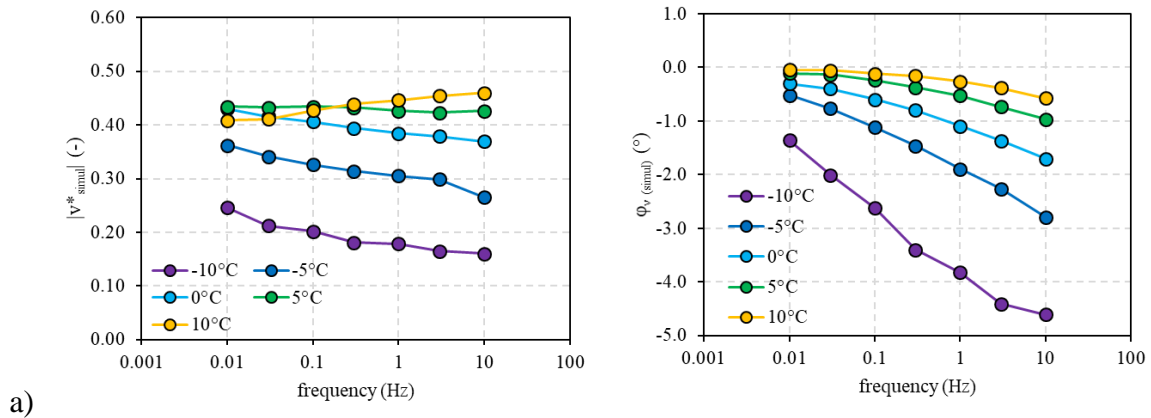 0.60
0.50
0.40
0.30
0.20
0.10
0.00
|ν*simul| (-)
-10°C -5°C
0°C 5°C
10°C
0.001 0.01 0.1 1 10 100
frequency (Hz)
1.0
0.0
-1.0
-2.0
-3.0
-4.0
-5.0
φν (simul) (°)
-10°C
-5°C
0°C
5°C
10°C
0.001 0.01 0.1 1 10 100
frequency (Hz)
a)